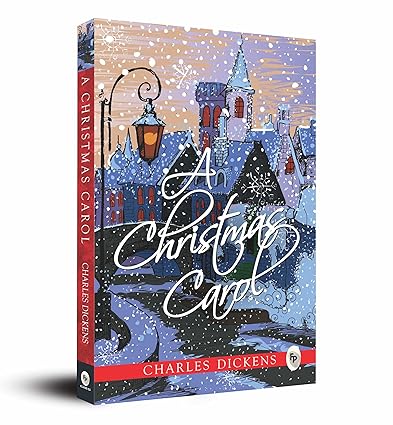 A CHRISTMAS CAROL
CHARLES DICKENS
A
Christmas
Carol
CHARLES DICKENS
FP